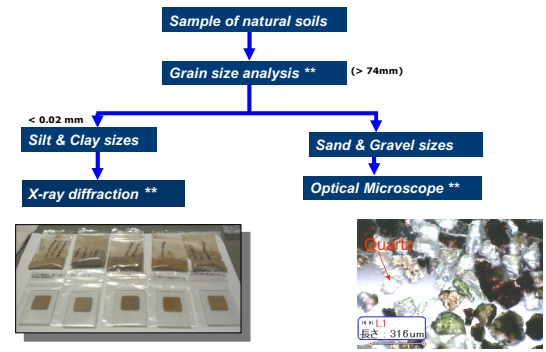 Sample of natural soils
Grain size analysis **
(> 74mm)
< 0.02 mm
Silt & Clay sizes
Sand & Gravel sizes
X-ray diffraction **
Optical Microscope **
Quartz
L1
長さ : 316um